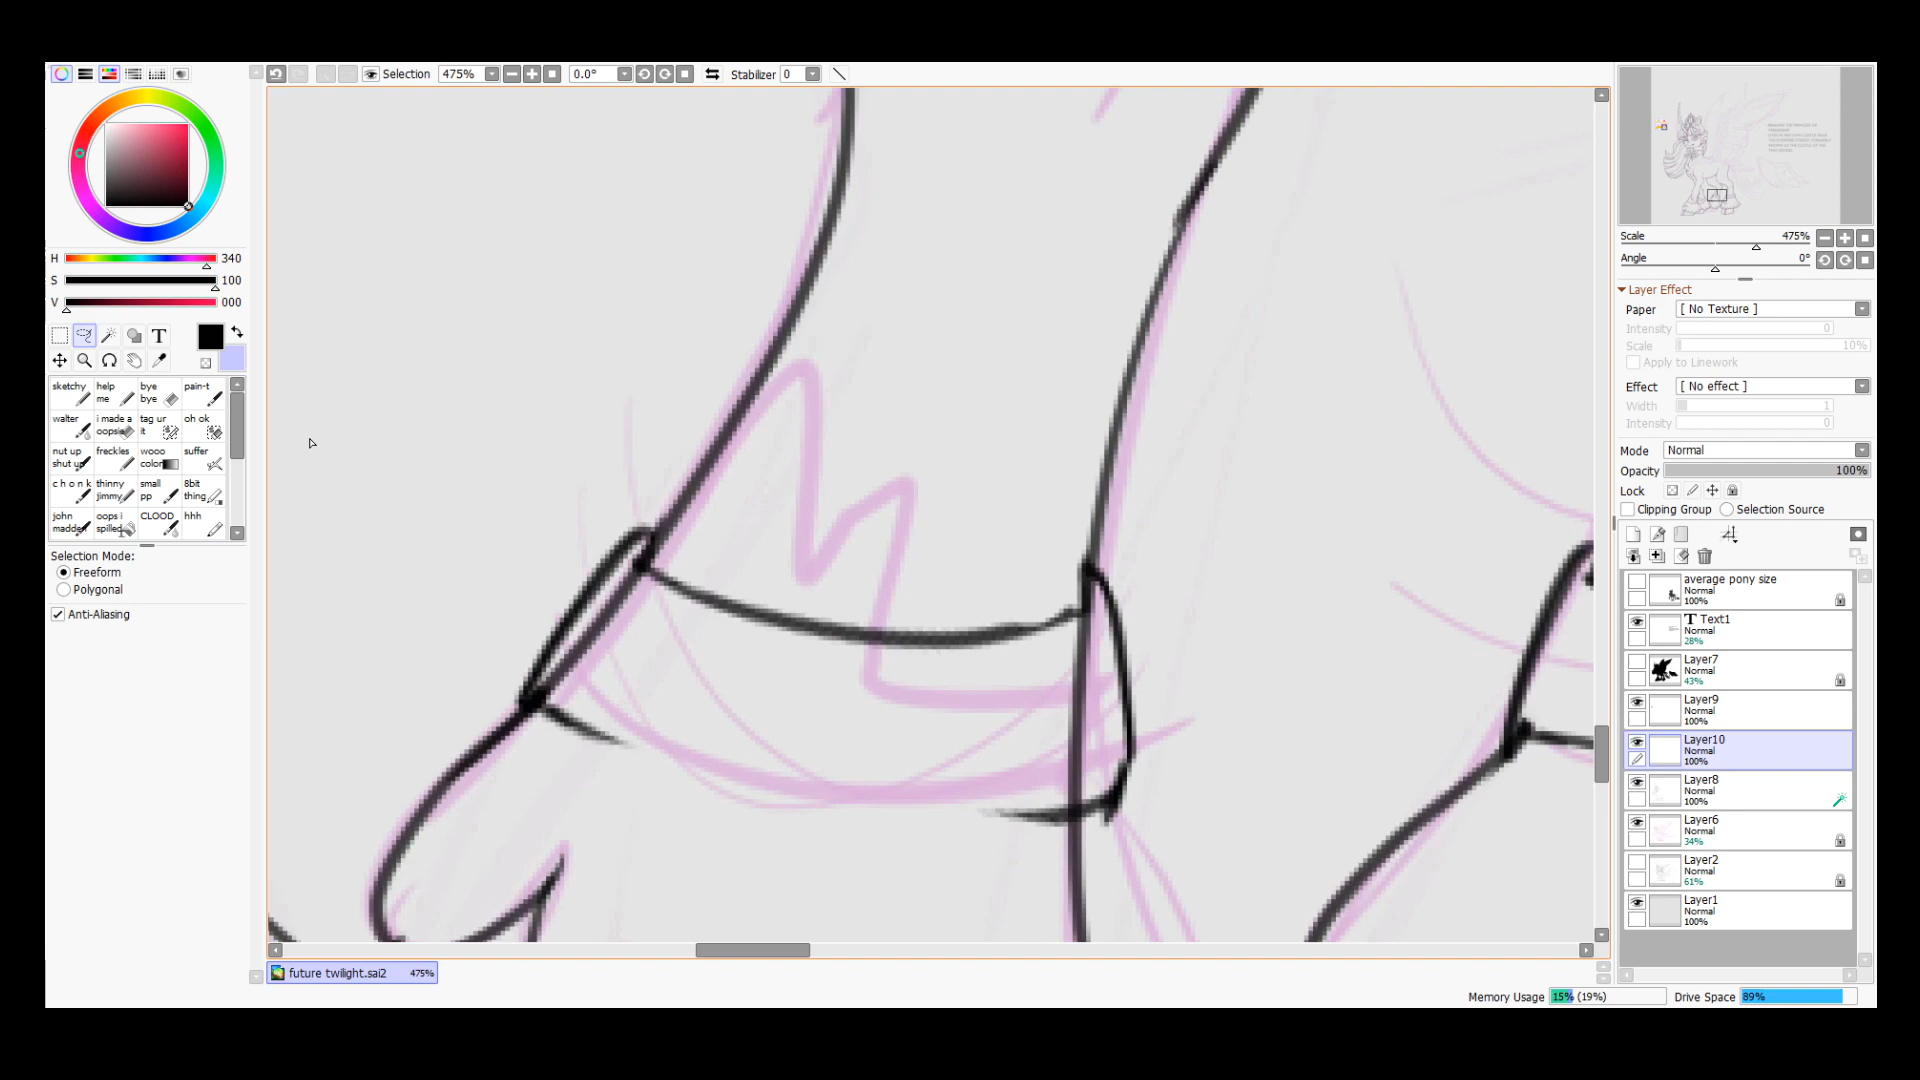 Selection 475% 0.0° Stabilizer 0
H 340
S 100
V 000
T
sketchy help me bye bye pain-t
walter i made a oopsie tag ur it oh ok
nut up shut up freckles wooo color suffer
c h o n k thinny jimmy small pp 8bit thing
john madden oops i spilled CLOOD hhh
Selection Mode:
Freeform
Polygonal
Anti-Aliasing
future twilight.sai2 475%
Scale 475%
Angle 0°
Layer Effect
Paper [ No Texture ]
Intensity 0
Scale 10%
Apply to Linework
Effect [ No effect ]
Width 1
Intensity 0
Mode Normal
Opacity 100%
Lock
Clipping Group Selection Source
average pony size
Normal
100%
T Text1
Normal
28%
Layer7
Normal
43%
Layer9
Normal
100%
Layer10
Normal
100%
Layer8
Normal
100%
Layer6
Normal
34%
Layer2
Normal
61%
Layer1
Normal
100%
Memory Usage 15% (19%) Drive Space 89%